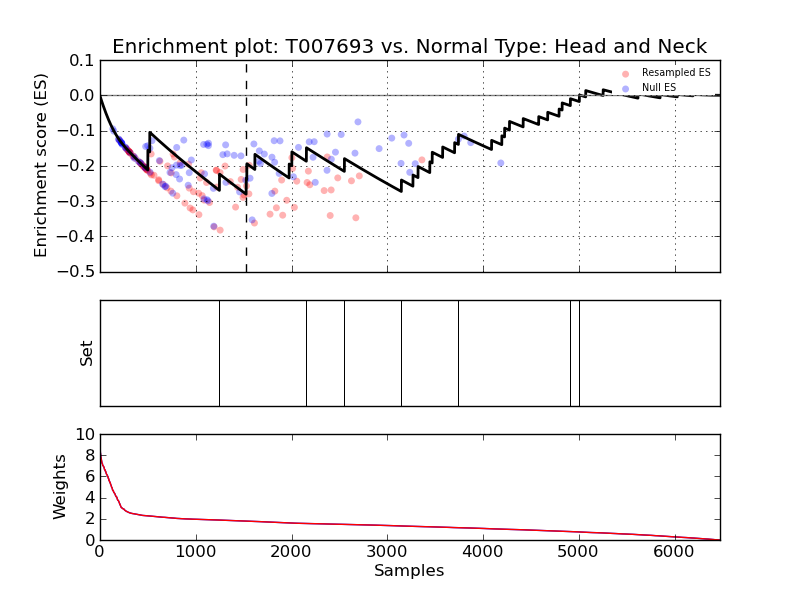 Enrichment plot: T007693 vs. Normal Type: Head and Neck
Resampled ES
Null ES
0.1
0.0
−0.1
−0.2
−0.3
−0.4
−0.5
Enrichment score (ES)
Set
10
8
6
4
2
0
Weights
0
1000
2000
3000
4000
5000
6000
Samples